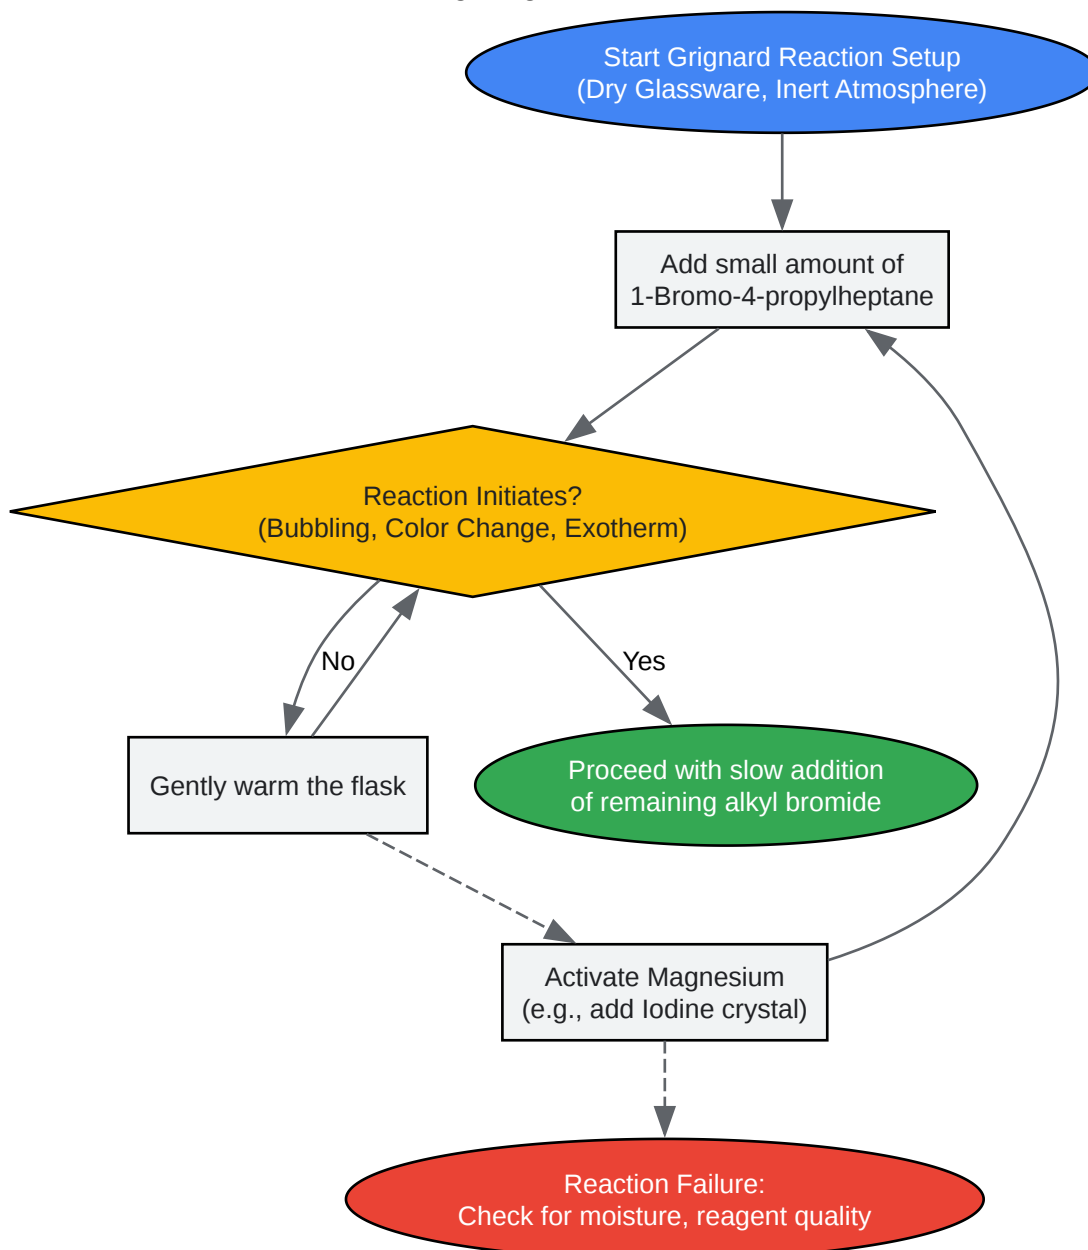 Start Grignard Reaction Setup
(Dry Glassware, Inert Atmosphere)
Add small amount of
1-Bromo-4-propylheptane
Reaction Initiates?
(Bubbling, Color Change, Exotherm)
No
Yes
Gently warm the flask
Proceed with slow addition
of remaining alkyl bromide
Activate Magnesium
(e.g., add Iodine crystal)
Reaction Failure:
Check for moisture, reagent quality